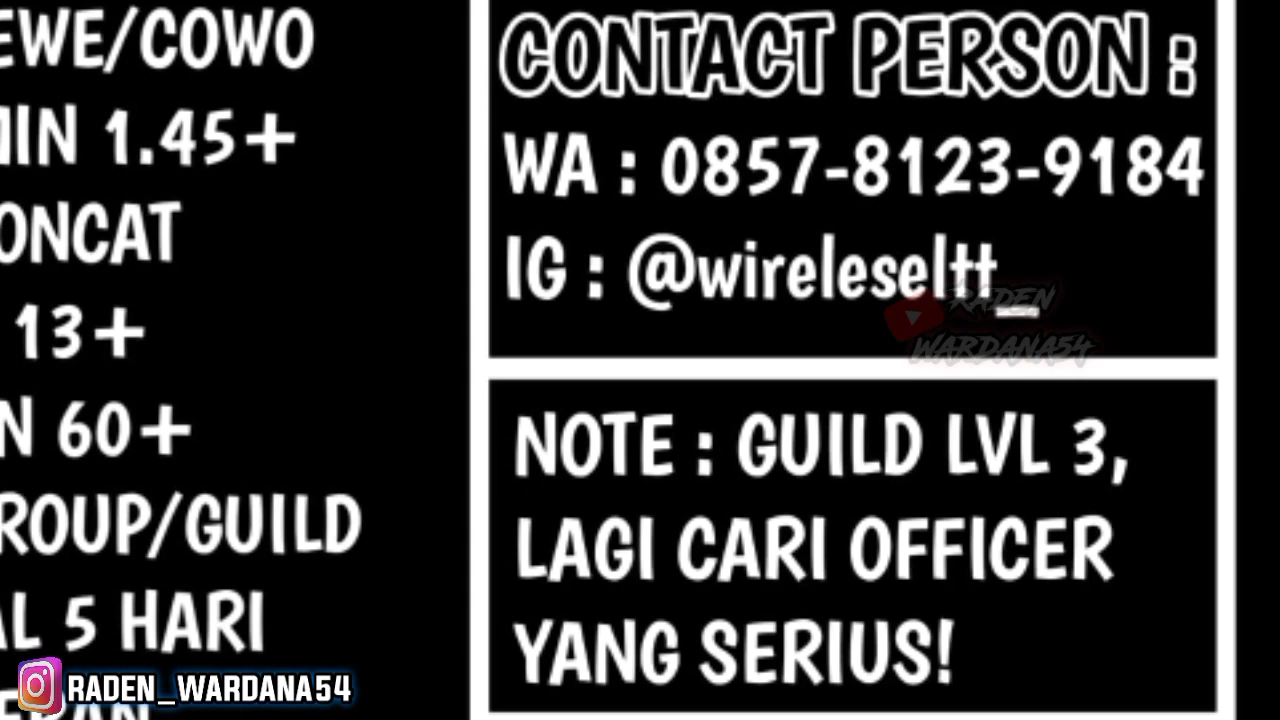 EWE/COWO
MIN 1.45+
ONCAT
13+
N 60+
ROUP/GUILD
AL 5 HARI
CONTACT PERSON :
WA : 0857-8123-9184
IG : @wireleseltt_
RADEN
WARDANA54
NOTE : GUILD LVL 3,
LAGI CARI OFFICER
YANG SERIUS!
RADEN_WARDANA54